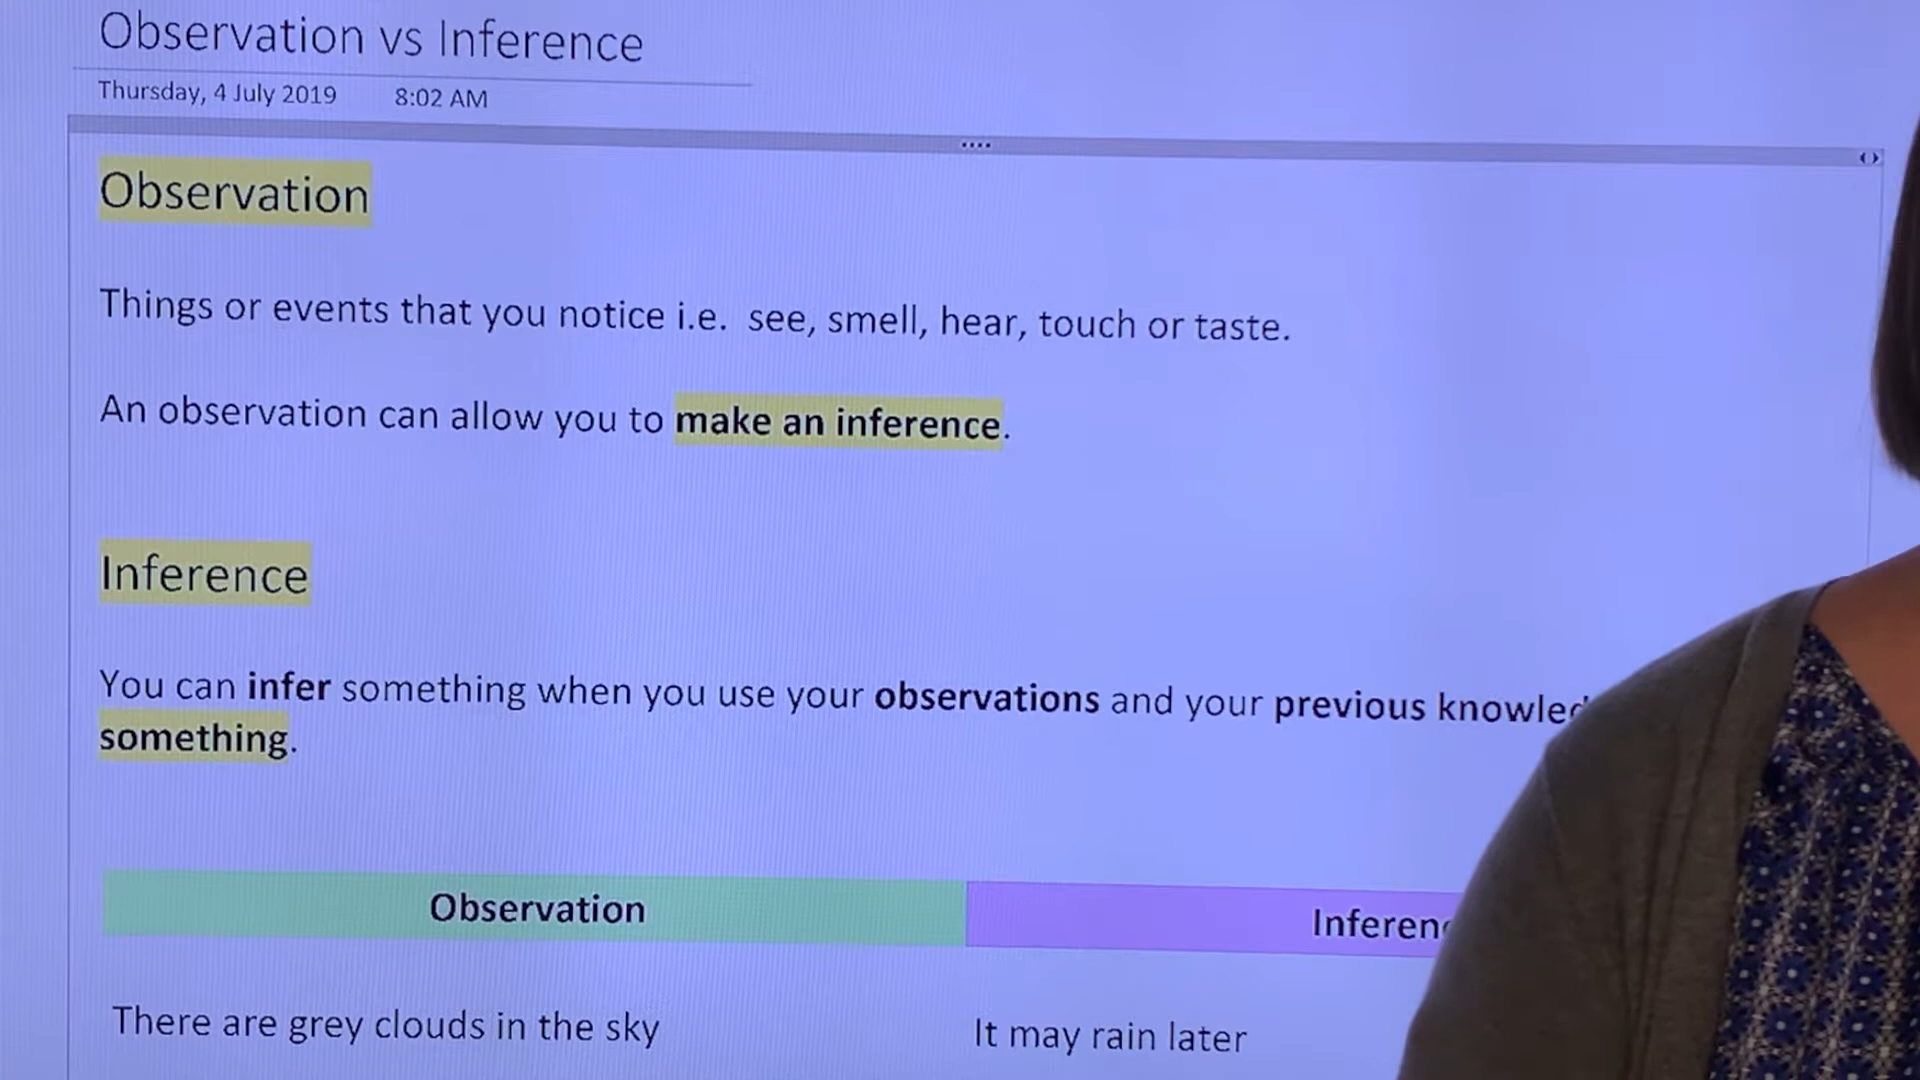 Observation vs Inference
Thursday, 4 July 2019 8:02 AM
Observation
Things or events that you notice i.e. see, smell, hear, touch or taste.
An observation can allow you to make an inference.
Inference
You can infer something when you use your observations and your previous
something.
Observation
There are grey clouds in the sky It may rain later